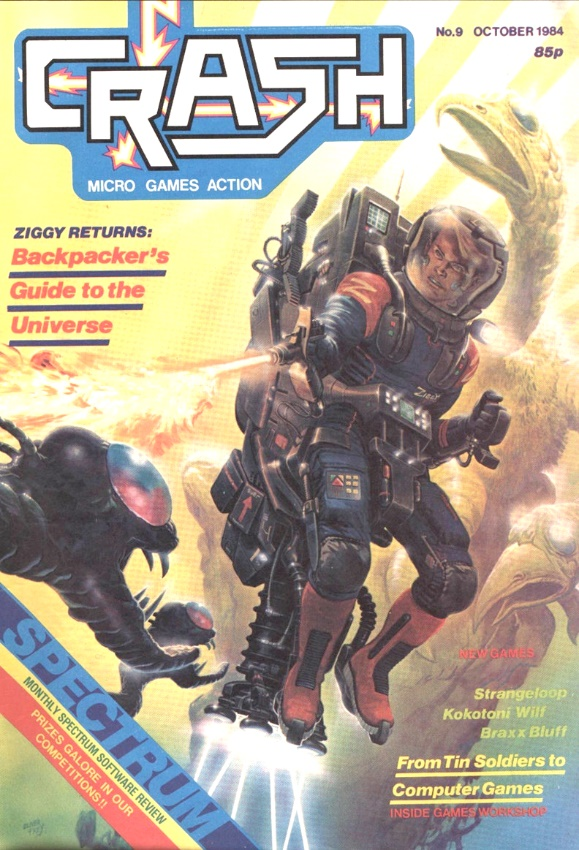 CRASH
MICRO GAMES ACTION
No.9 OCTOBER 1984
85p
ZIGGY RETURNS:
Backpacker's
Guide to the
Universe
Z
Ziggy
SPECTRUM
MONTHLY SPECTRUM SOFTWARE REVIEW
PRIZES GALORE IN OUR
COMPETITIONS!!
NEW GAMES
Strangeloop
Kokotoni Wilf
Braxx Bluff
From Tin Soldiers to
Computer Games
INSIDE GAMES WORKSHOP